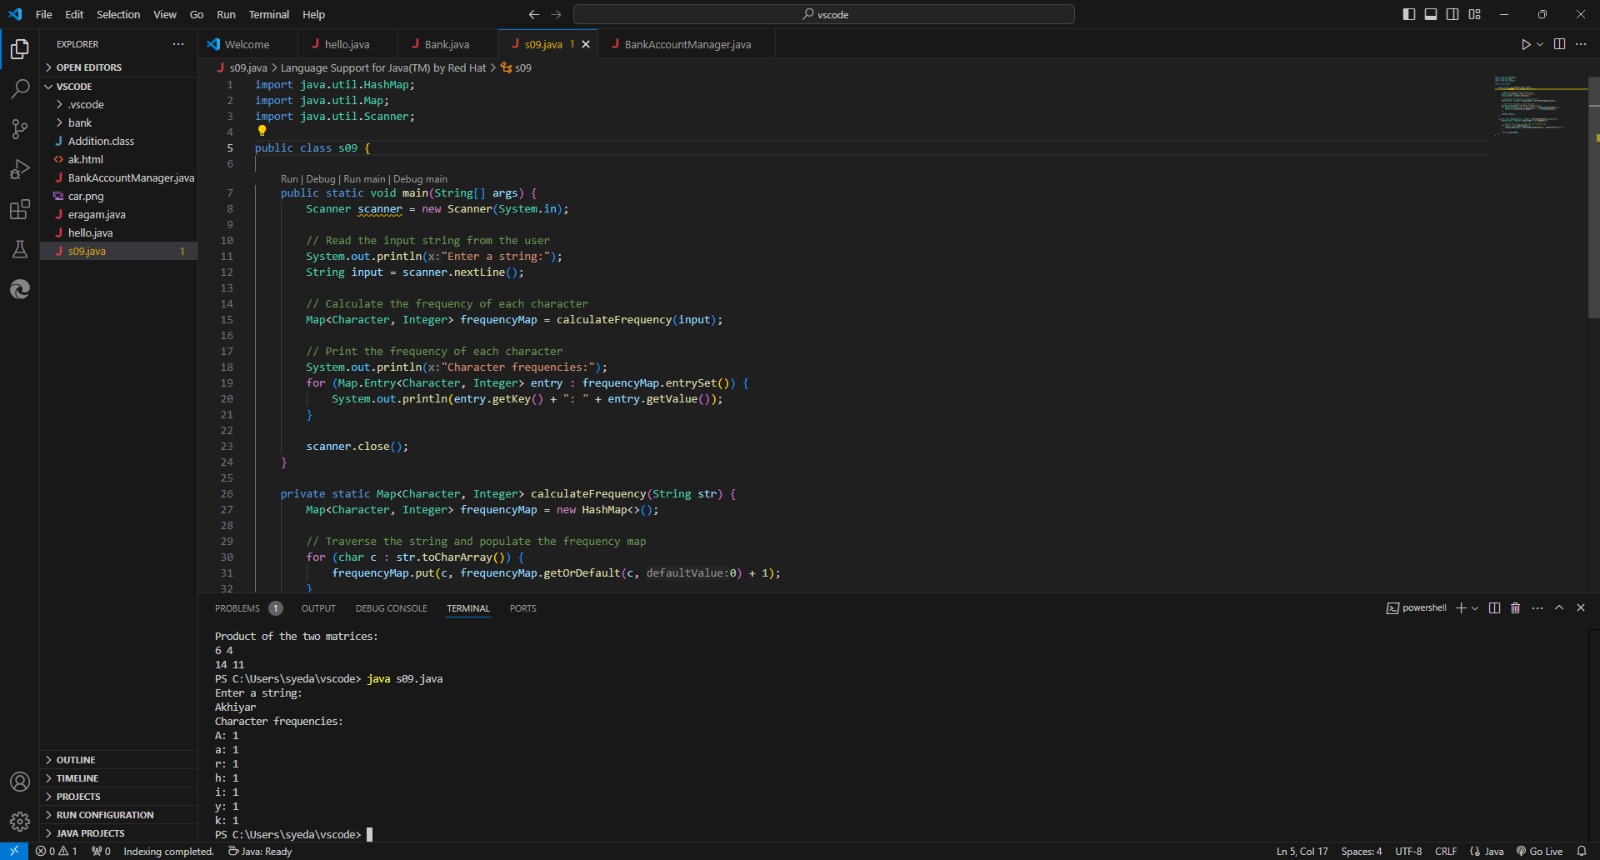 File Edit Selection View Go Run Terminal Help
vscode
EXPLORER
OPEN EDITORS
VSCODE
.vscode
bank
Addition.class
ak.html
BankAccountManager.java
car.png
eragam.java
hello.java
s09.java 1
OUTLINE
TIMELINE
PROJECTS
RUN CONFIGURATION
JAVA PROJECTS
Welcome hello.java Bank.java s09.java 1 BankAccountManager.java
s09.java > Language Support for Java(TM) by Red Hat > s09
1 import java.util.HashMap;
2 import java.util.Map;
3 import java.util.Scanner;
4
5 public class s09 {
6
Run | Debug | Run main | Debug main
7 public static void main(String[] args) {
8 Scanner scanner = new Scanner(System.in);
9
10 // Read the input string from the user
11 System.out.println(x:"Enter a string:");
12 String input = scanner.nextLine();
13
14 // Calculate the frequency of each character
15 Map<Character, Integer> frequencyMap = calculateFrequency(input);
16
17 // Print the frequency of each character
18 System.out.println(x:"Character frequencies:");
19 for (Map.Entry<Character, Integer> entry : frequencyMap.entrySet()) {
20 System.out.println(entry.getKey() + ": " + entry.getValue());
21 }
22
23 scanner.close();
24 }
25
26 private static Map<Character, Integer> calculateFrequency(String str) {
27 Map<Character, Integer> frequencyMap = new HashMap<>();
28
29 // Traverse the string and populate the frequency map
30 for (char c : str.toCharArray()) {
31 frequencyMap.put(c, frequencyMap.getOrDefault(c, defaultValue:0) + 1);
32 }
PROBLEMS 1 OUTPUT DEBUG CONSOLE TERMINAL PORTS
powershell
Product of the two matrices:
6 4
14 11
PS C:\Users\syeda\vscode> java s09.java
Enter a string:
Akhiyar
Character frequencies:
A: 1
a: 1
r: 1
h: 1
i: 1
y: 1
k: 1
PS C:\Users\syeda\vscode>
0 1 0 Indexing completed. Java: Ready
Ln 5, Col 17 Spaces: 4 UTF-8 CRLF Java Go Live